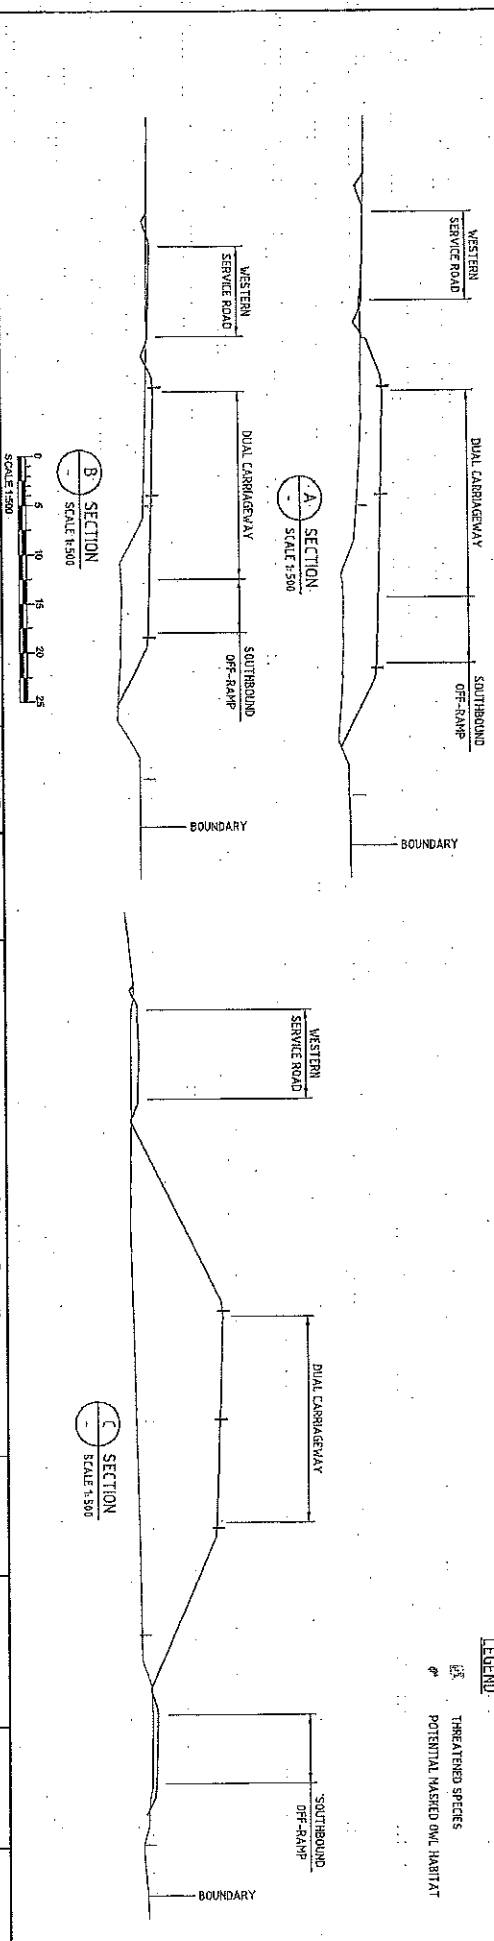 WESTERN
SERVICE ROAD
DUAL CARRIAGEWAY
SOUTHBOUND
OFF-RAMP
BOUNDARY
A
-
SECTION
SCALE 1:500
WESTERN
SERVICE ROAD
DUAL CARRIAGEWAY
SOUTHBOUND
OFF-RAMP
BOUNDARY
B
-
SECTION
SCALE 1:500
0 5 10 15 20 25
SCALE 1:500
WESTERN
SERVICE ROAD
DUAL CARRIAGEWAY
SOUTHBOUND
OFF-RAMP
BOUNDARY
C
-
SECTION
SCALE 1:500
LEGEND
THREATENED SPECIES
POTENTIAL MASKED OWL HABITAT